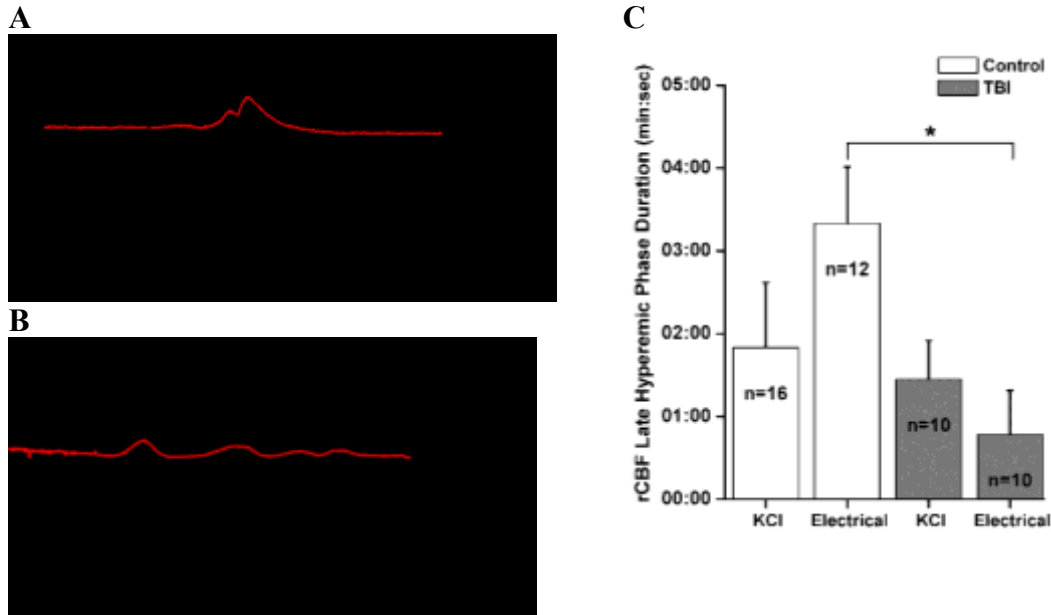 A
B
C
Control
TBI
rCBF Late Hyperemic Phase Duration (min:sec)
05:00
04:00
03:00
02:00
01:00
00:00
*
n=16
n=12
n=10
n=10
KCl
Electrical
KCl
Electrical